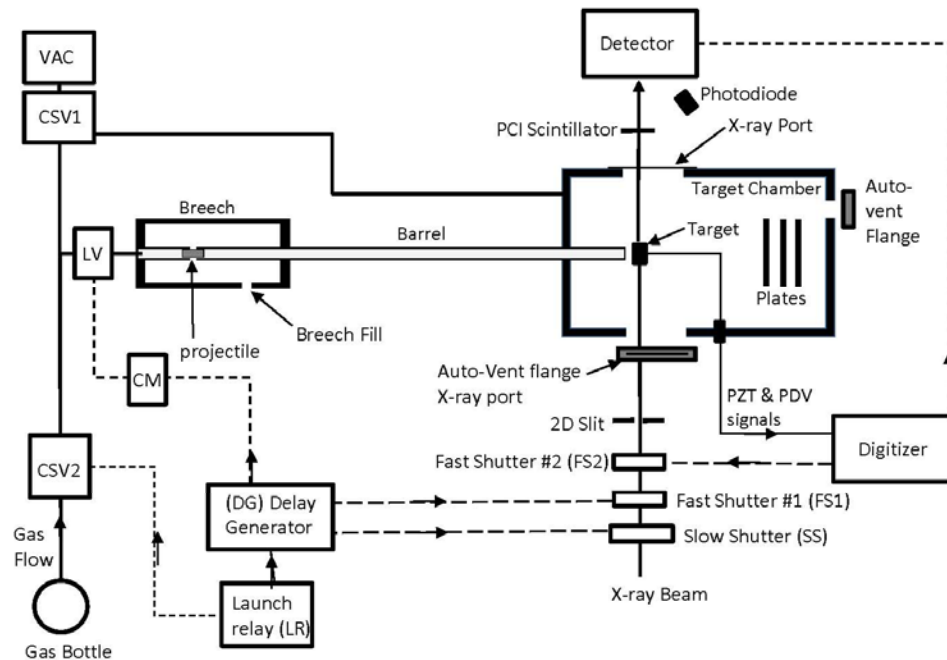 VAC
CSV1
Detector
Photodiode
PCI Scintillator
X-ray Port
Target Chamber
Auto-
vent
Flange
Breech
Barrel
LV
Target
Plates
Breech Fill
projectile
CM
Auto-Vent flange
X-ray port
PZT & PDV
signals
2D Slit
Digitizer
CSV2
Fast Shutter #2 (FS2)
(DG) Delay
Generator
Fast Shutter #1 (FS1)
Slow Shutter (SS)
Gas
Flow
Launch
relay (LR)
X-ray Beam
Gas Bottle